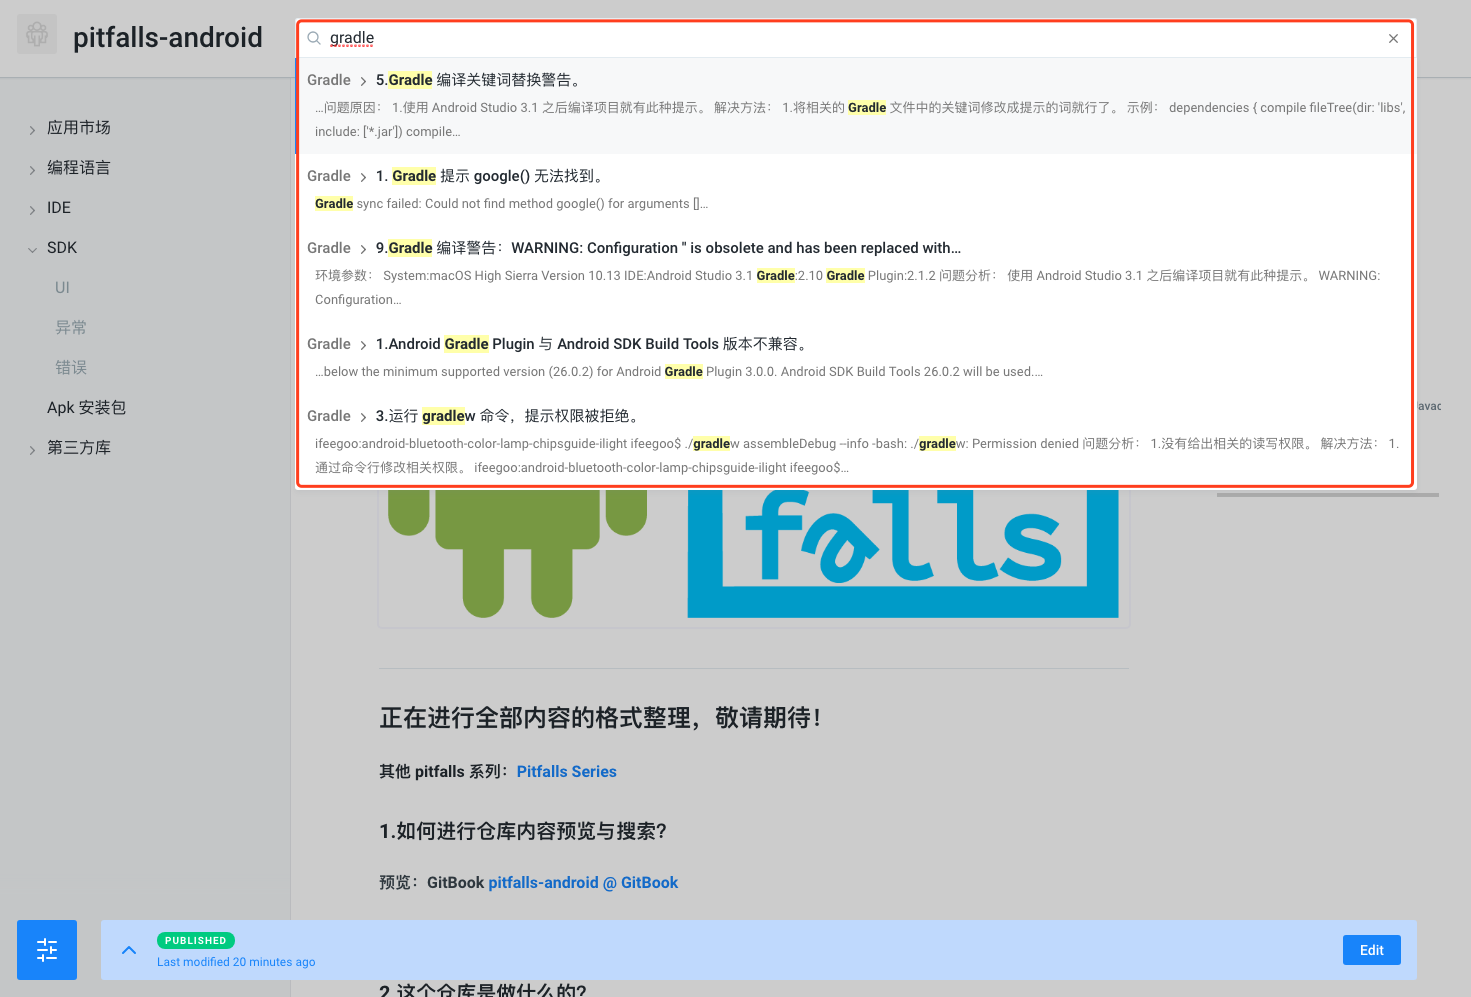 pitfalls-android
gradle
Gradle > 5.Gradle 编译关键词替换警告。
…问题原因： 1.使用 Android Studio 3.1 之后编译项目就有此种提示。 解决方法： 1.将相关的 Gradle 文件中的关键词修改成提示的词就行了。 示例： dependencies { compile fileTree(dir: 'libs',
include: ['*.jar']) compile…
Gradle > 1. Gradle 提示 google() 无法找到。
Gradle sync failed: Could not find method google() for arguments []…
Gradle > 9.Gradle 编译警告：WARNING: Configuration '' is obsolete and has been replaced with…
环境参数： System:macOS High Sierra Version 10.13 IDE:Android Studio 3.1 Gradle:2.10 Gradle Plugin:2.1.2 问题分析： 使用 Android Studio 3.1 之后编译项目就有此种提示。 WARNING:
Configuration…
Gradle > 1.Android Gradle Plugin 与 Android SDK Build Tools 版本不兼容。
…below the minimum supported version (26.0.2) for Android Gradle Plugin 3.0.0. Android SDK Build Tools 26.0.2 will be used.…
Gradle > 3.运行 gradlew 命令，提示权限被拒绝。
ifeegoo:android-bluetooth-color-lamp-chipsguide-ilight ifeegoo$ ./gradlew assembleDebug --info -bash: ./gradlew: Permission denied 问题分析： 1.没有给出相关的读写权限。 解决方法： 1.
通过命令行修改相关权限。 ifeegoo:android-bluetooth-color-lamp-chipsguide-ilight ifeegoo$…
应用市场
编程语言
IDE
SDK
UI
异常
错误
Apk 安装包
第三方库
falls
正在进行全部内容的格式整理，敬请期待！
其他 pitfalls 系列：Pitfalls Series
1.如何进行仓库内容预览与搜索?
预览：GitBook pitfalls-android @ GitBook
PUBLISHED
Last modified 20 minutes ago
Edit
2.这个仓库是做什么的?